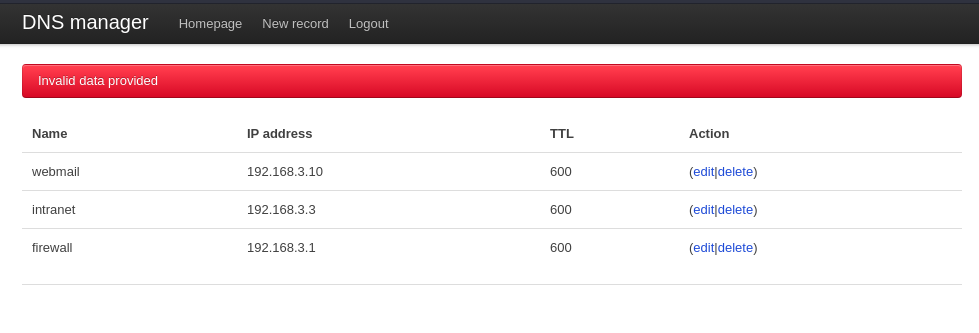 DNS manager Homepage New record Logout
Invalid data provided
Name IP address TTL Action
webmail 192.168.3.10 600 (edit|delete)
intranet 192.168.3.3 600 (edit|delete)
firewall 192.168.3.1 600 (edit|delete)